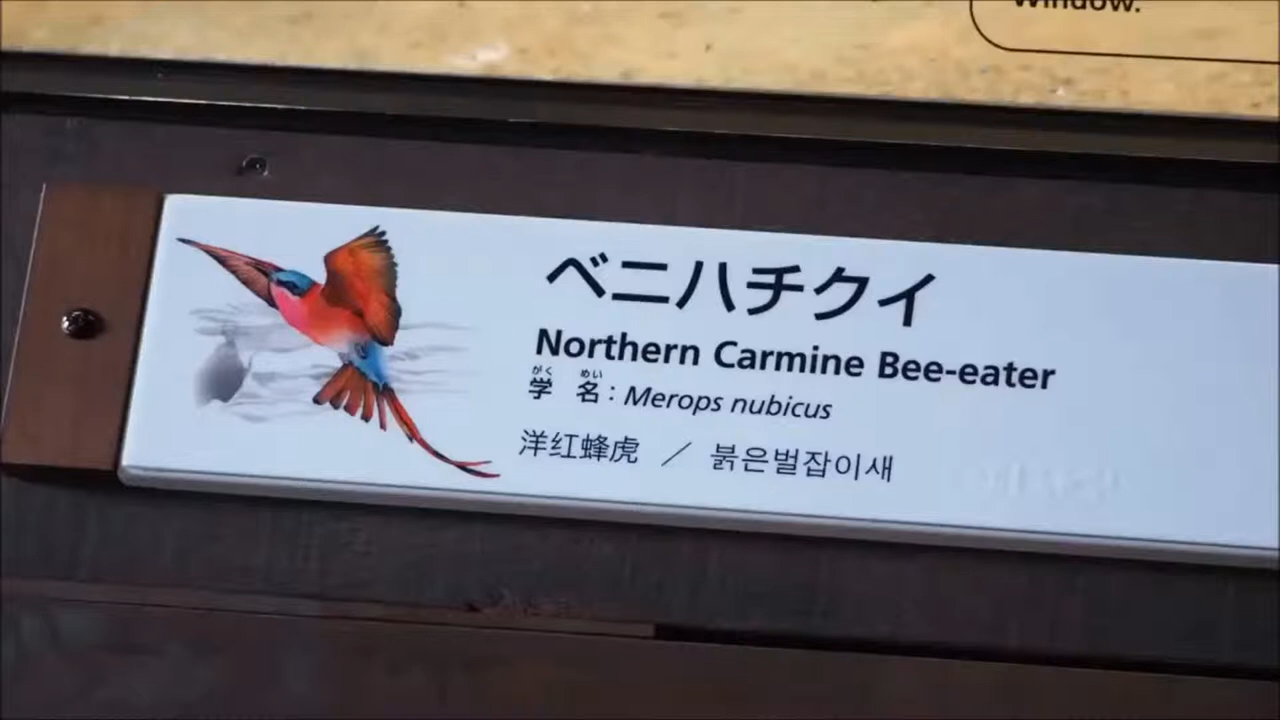 window.
ベニハチクイ
Northern Carmine Bee-eater
がく めい
学 名：Merops nubicus
洋红蜂虎 ／ 붉은벌잡이새